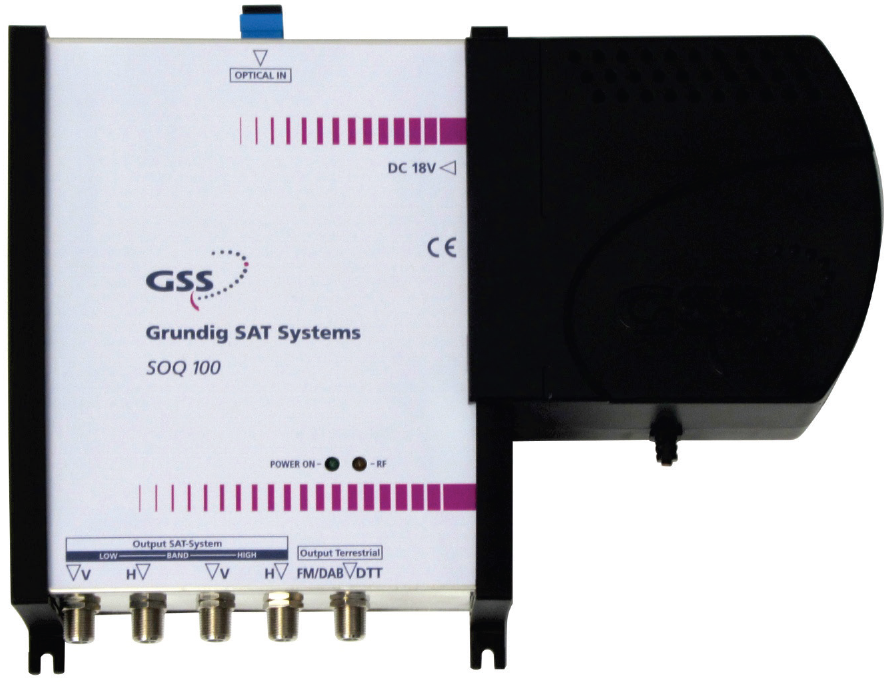 OPTICAL IN
DC 18V
CE
GSS
GSS
Grundig SAT Systems
SOQ 100
POWER ON - - RF
Output SAT-System
Output Terrestrial
LOW BAND HIGH
V H V H FM/DAB DTT